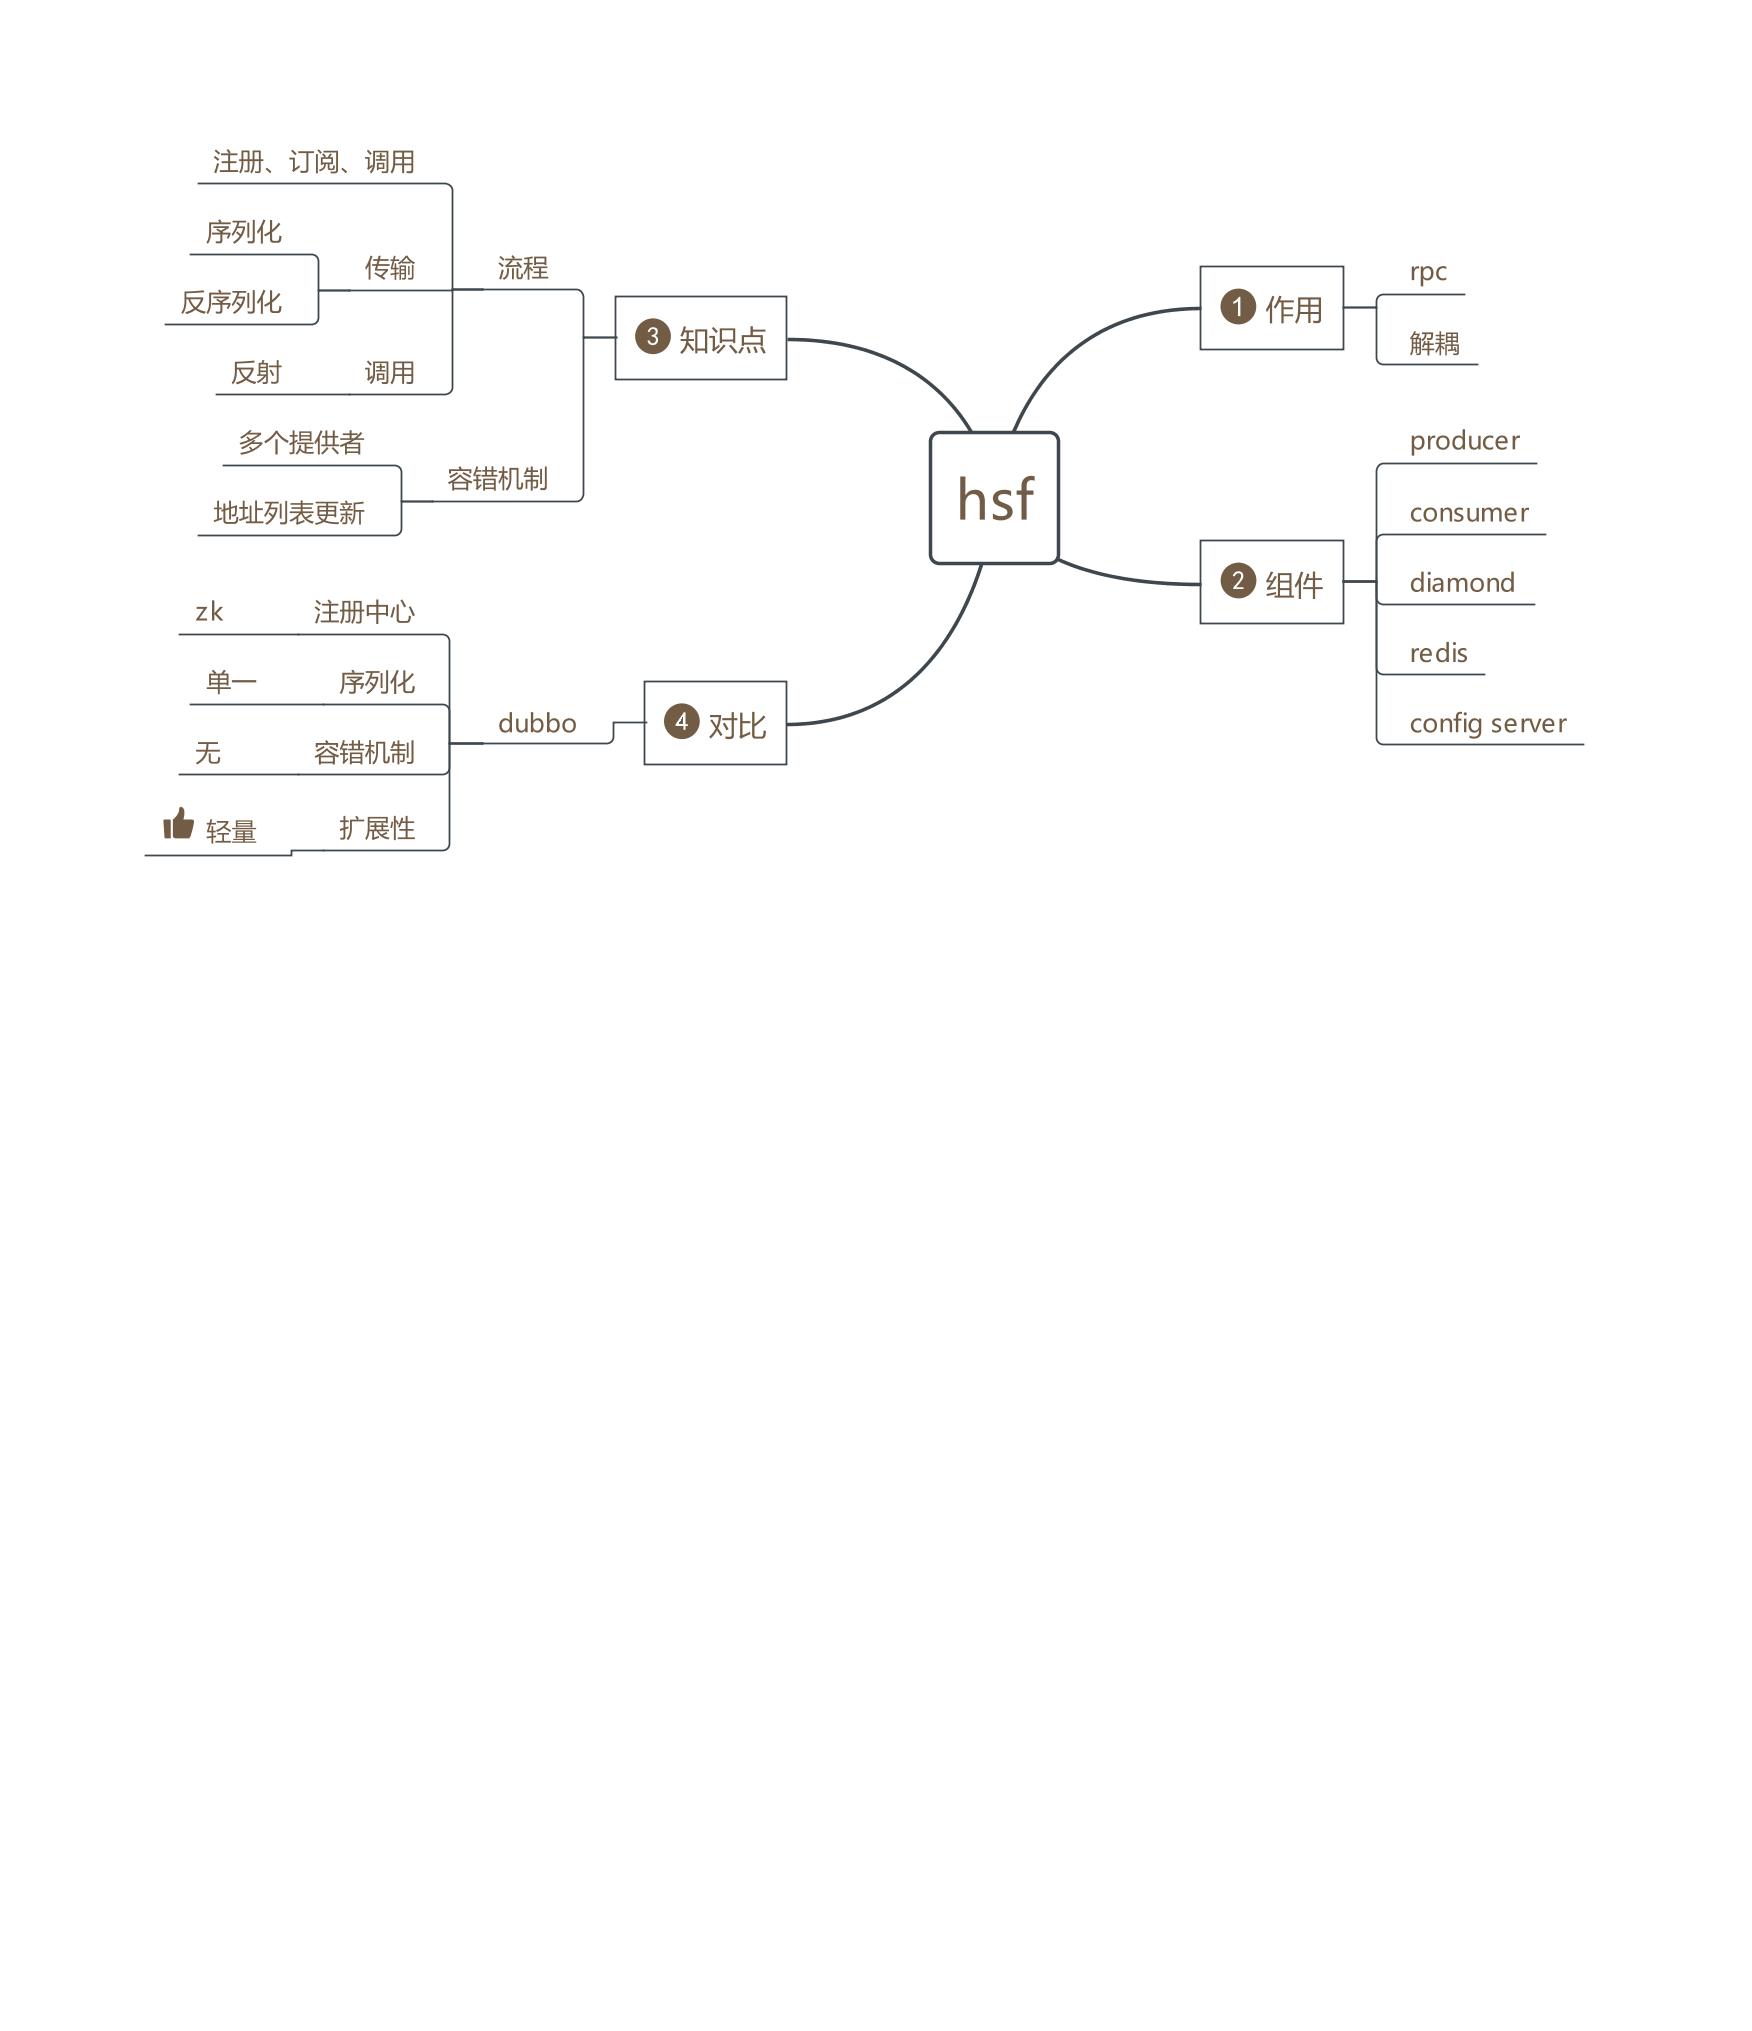 hsf
1 作用
rpc
解耦
2 组件
producer
consumer
diamond
redis
config server
3 知识点
流程
注册、订阅、调用
传输
序列化
反序列化
调用
反射
容错机制
多个提供者
地址列表更新
4 对比
dubbo
注册中心
zk
序列化
单一
容错机制
无
扩展性
轻量